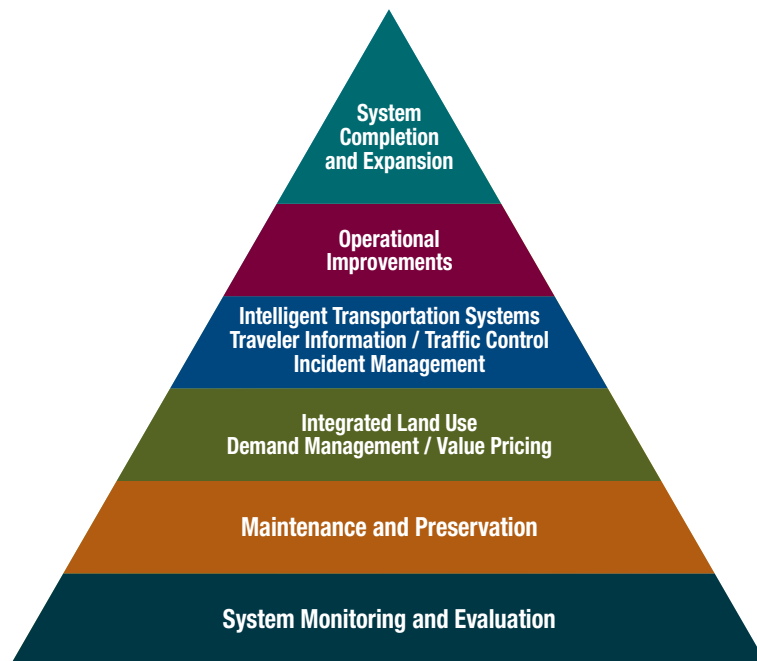 System
Completion
and Expansion
Operational
Improvements
Intelligent Transportation Systems
Traveler Information / Traffic Control
Incident Management
Integrated Land Use
Demand Management / Value Pricing
Maintenance and Preservation
System Monitoring and Evaluation